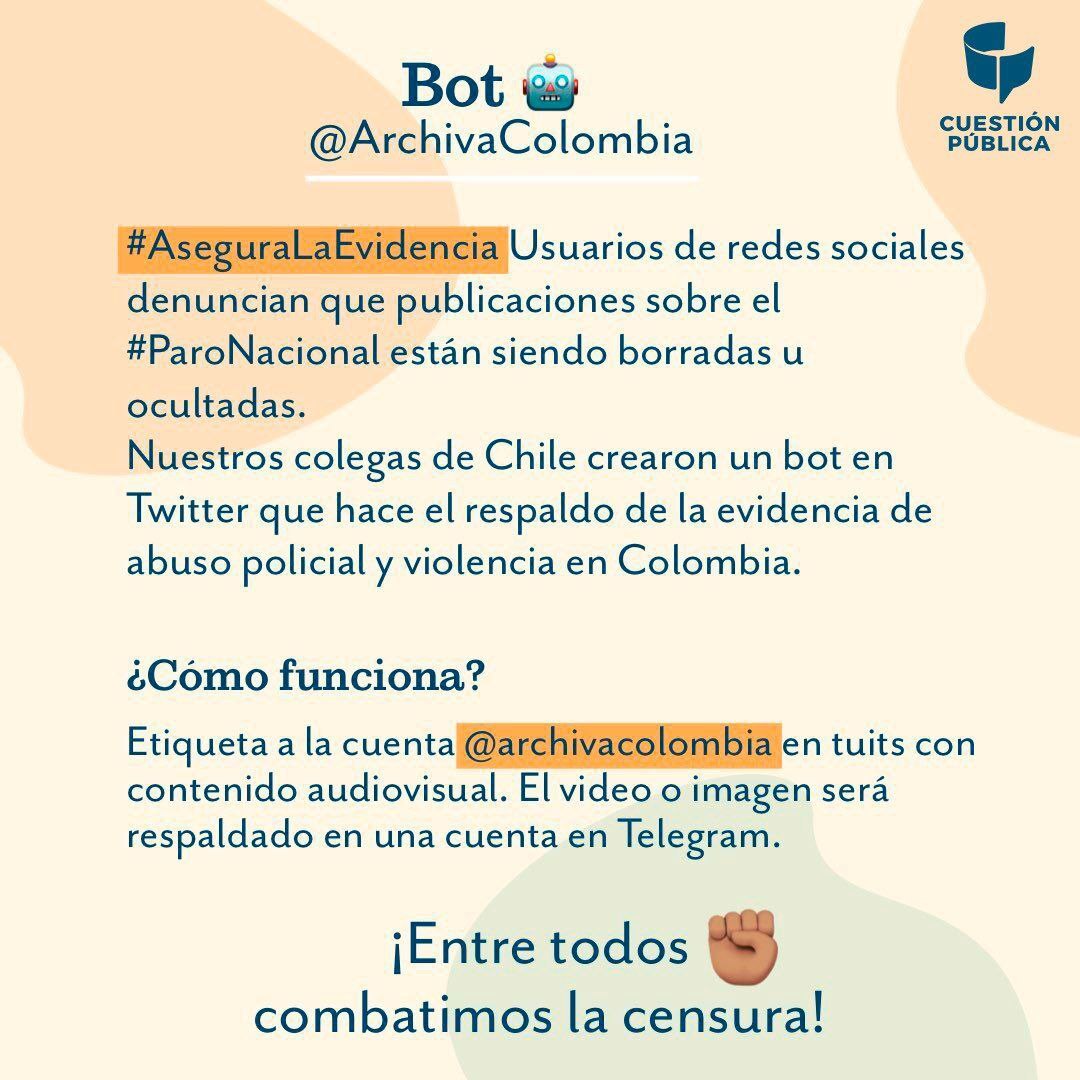 Bot 🤖
@ArchivaColombia
CUESTIÓN
PÚBLICA
#AseguraLaEvidencia Usuarios de redes sociales
denuncian que publicaciones sobre el
#ParoNacional están siendo borradas u
ocultadas.
Nuestros colegas de Chile crearon un bot en
Twitter que hace el respaldo de la evidencia de
abuso policial y violencia en Colombia.
¿Cómo funciona?
Etiqueta a la cuenta @archivacolombia en tuits con
contenido audiovisual. El video o imagen será
respaldado en una cuenta en Telegram.
¡Entre todos ✊🏽
combatimos la censura!